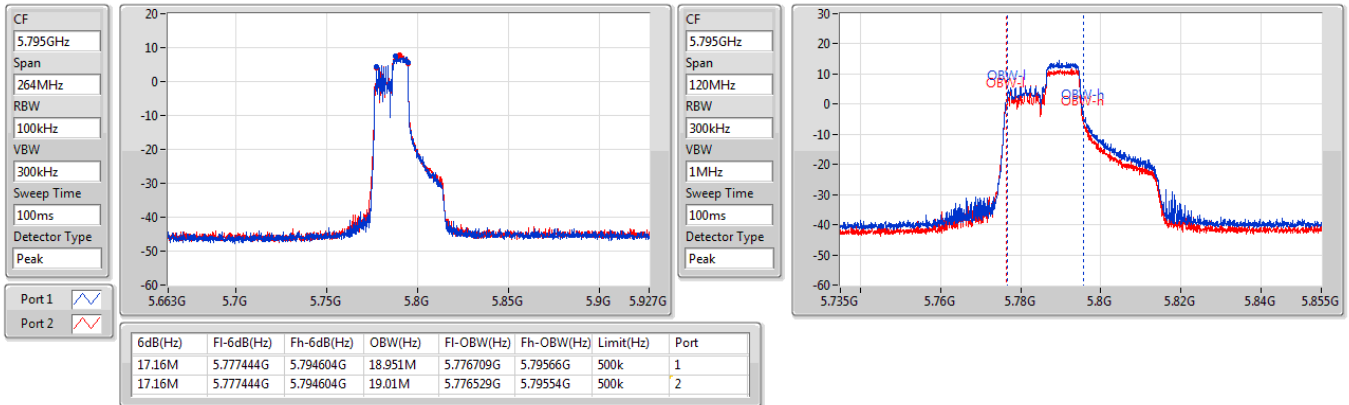 CF
5.795GHz
Span
264MHz
RBW
100kHz
VBW
300kHz
Sweep Time
100ms
Detector Type
Peak
Port 1
Port 2
20
10
0
-10
-20
-30
-40
-50
-60
5.663G 5.7G 5.75G 5.8G 5.85G 5.9G 5.927G
CF
5.795GHz
Span
120MHz
RBW
300kHz
VBW
1MHz
Sweep Time
100ms
Detector Type
Peak
30
20
10
0
-10
-20
-30
-40
-50
-60
OBW-l
OBW-l
OBW-h
OBW-h
5.735G 5.76G 5.78G 5.8G 5.82G 5.84G 5.855G
6dB(Hz) Fl-6dB(Hz) Fh-6dB(Hz) OBW(Hz) Fl-OBW(Hz) Fh-OBW(Hz) Limit(Hz) Port
17.16M 5.777444G 5.794604G 18.951M 5.776709G 5.79566G 500k 1
17.16M 5.777444G 5.794604G 19.01M 5.776529G 5.79554G 500k 2